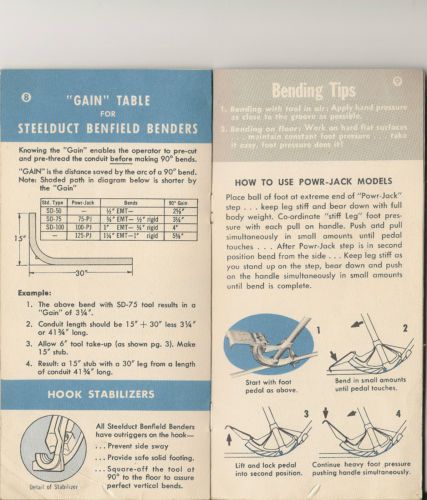 8
"GAIN" TABLE
FOR
STEELDUCT BENFIELD BENDERS
Knowing the "Gain" enables the operator to pre-cut
and pre-thread the conduit before making 90° bends.
"GAIN" is the distance saved by the arc of a 90° bend.
Note: Shaded path in diagram below is shorter by
the "Gain"
Std. Type Powr-Jack Bends 90° Gain
SD-50 — ½" EMT— 2⅝"
SD-75 75-PJ ¾" EMT— ½" rigid 3¼"
SD-100 100-PJ 1" EMT— ¾" rigid 4"
— 125-PJ 1¼" EMT—1" rigid 5⅝"
15"
30"
Example:
1. The above bend with SD-75 tool results in a
"Gain" of 3¼".
2. Conduit length should be 15" + 30" less 3¼"
or 41¾" long.
3. Allow 6" tool take-up (as shown pg. 3). Make
15" stub.
4. Result: a 15" stub with a 30" leg from a length
of conduit 41¾" long!
HOOK STABILIZERS
All Steelduct Benfield Benders
have outriggers on the hook—
. . . Prevent side sway
. . . Provide safe solid footing.
. . . Square-off the tool at
90° to the floor to assure
perfect vertical bends.
Detail of Stabilizer
9
Bending Tips
1. Bending with tool in air: Apply hand pressure
as close to the groove as possible.
2. Bending on floor: Work on hard flat surfaces
. . . maintain constant foot pressure . . . take
it easy, foot pressure does it!
HOW TO USE POWR-JACK MODELS
Place ball of foot at extreme end of "Powr-Jack"
step . . . keep leg stiff and bear down with full
body weight. Co-ordinate "stiff Leg" foot pressure
with each pull on handle. Push and pull
simultaneously in small amounts until pedal
touches . . . After Powr-Jack step is in second
position bend from the side . . . Keep leg stiff as
you stand up on the step, bear down and push
on the handle simultaneously in small amounts
until bend is complete.
1
Start with foot
pedal as above.
2
Bend in small amounts
until pedal touches.
3
Lift and lock pedal
into second position.
4
Continue heavy foot pressure
pushing handle simultaneously.